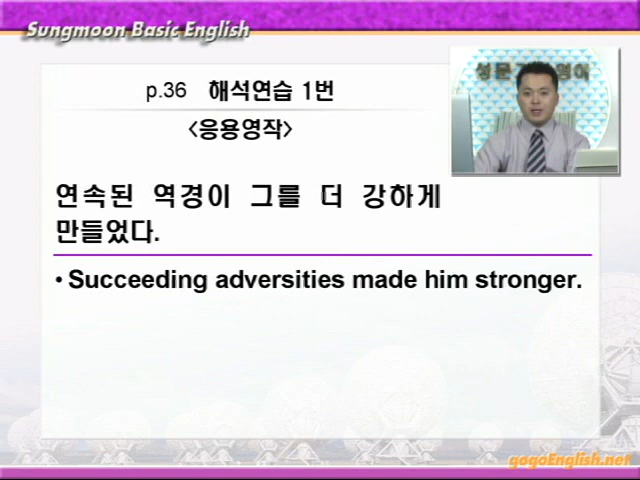 Sungmoon Basic English
p.36 해석연습 1번
<응용영작>
연속된 역경이 그를 더 강하게
만들었다.
• Succeeding adversities made him stronger.
gogoEnglish.net